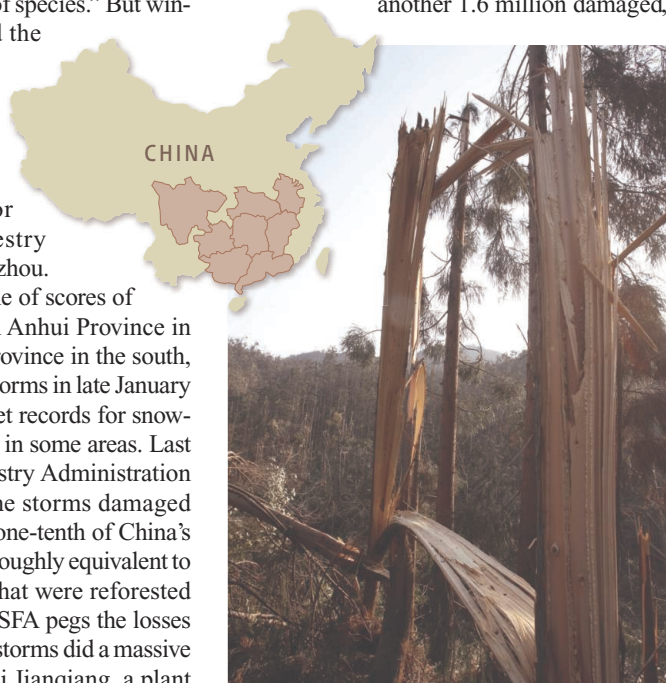 of species.” But win-
the
another 1.6 million damaged,
CHINA
or
estry
zhou.
e of scores of
Anhui Province in
rovince in the south,
orms in late January
et records for snow-
in some areas. Last
stry Administration
he storms damaged
one-tenth of China’s
oughly equivalent to
hat were reforested
SFA pegs the losses
storms did a massive
i Jianqiang, a plant